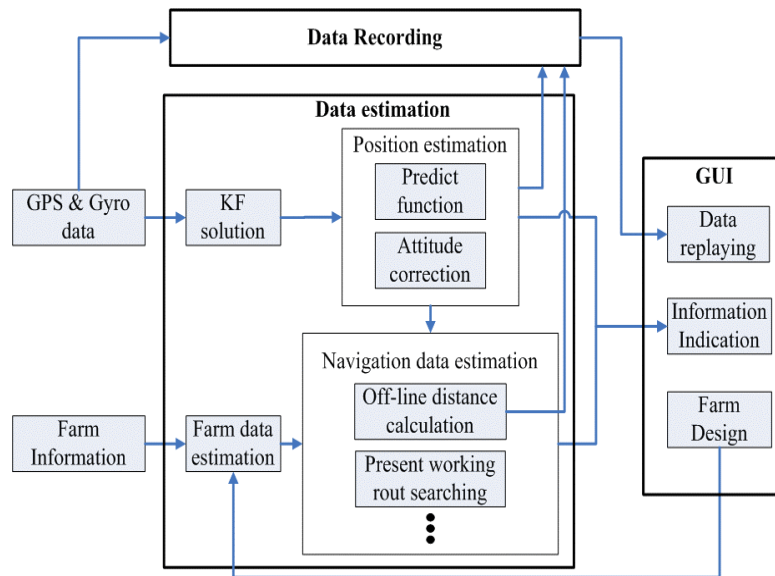 Data Recording
Data estimation
Position estimation
Predict
function
Attitude
correction
GPS & Gyro
data
KF
solution
GUI
Data
replaying
Information
Indication
Farm
Design
Navigation data estimation
Off-line distance
calculation
Present working
rout searching
Farm
Information
Farm data
estimation